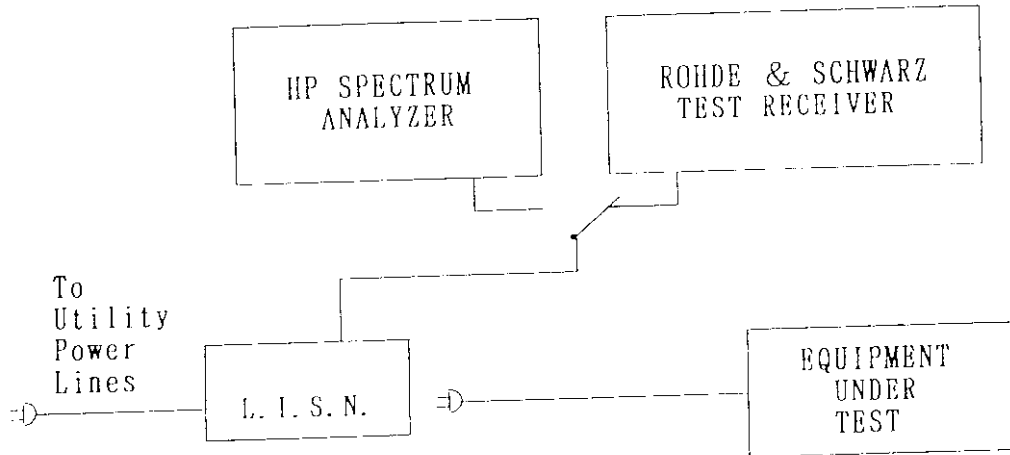 HP SPECTRUM
ANALYZER
ROHDE & SCHWARZ
TEST RECEIVER
To
Utility
Power
Lines
L. I. S. N.
EQUIPMENT
UNDER
TEST